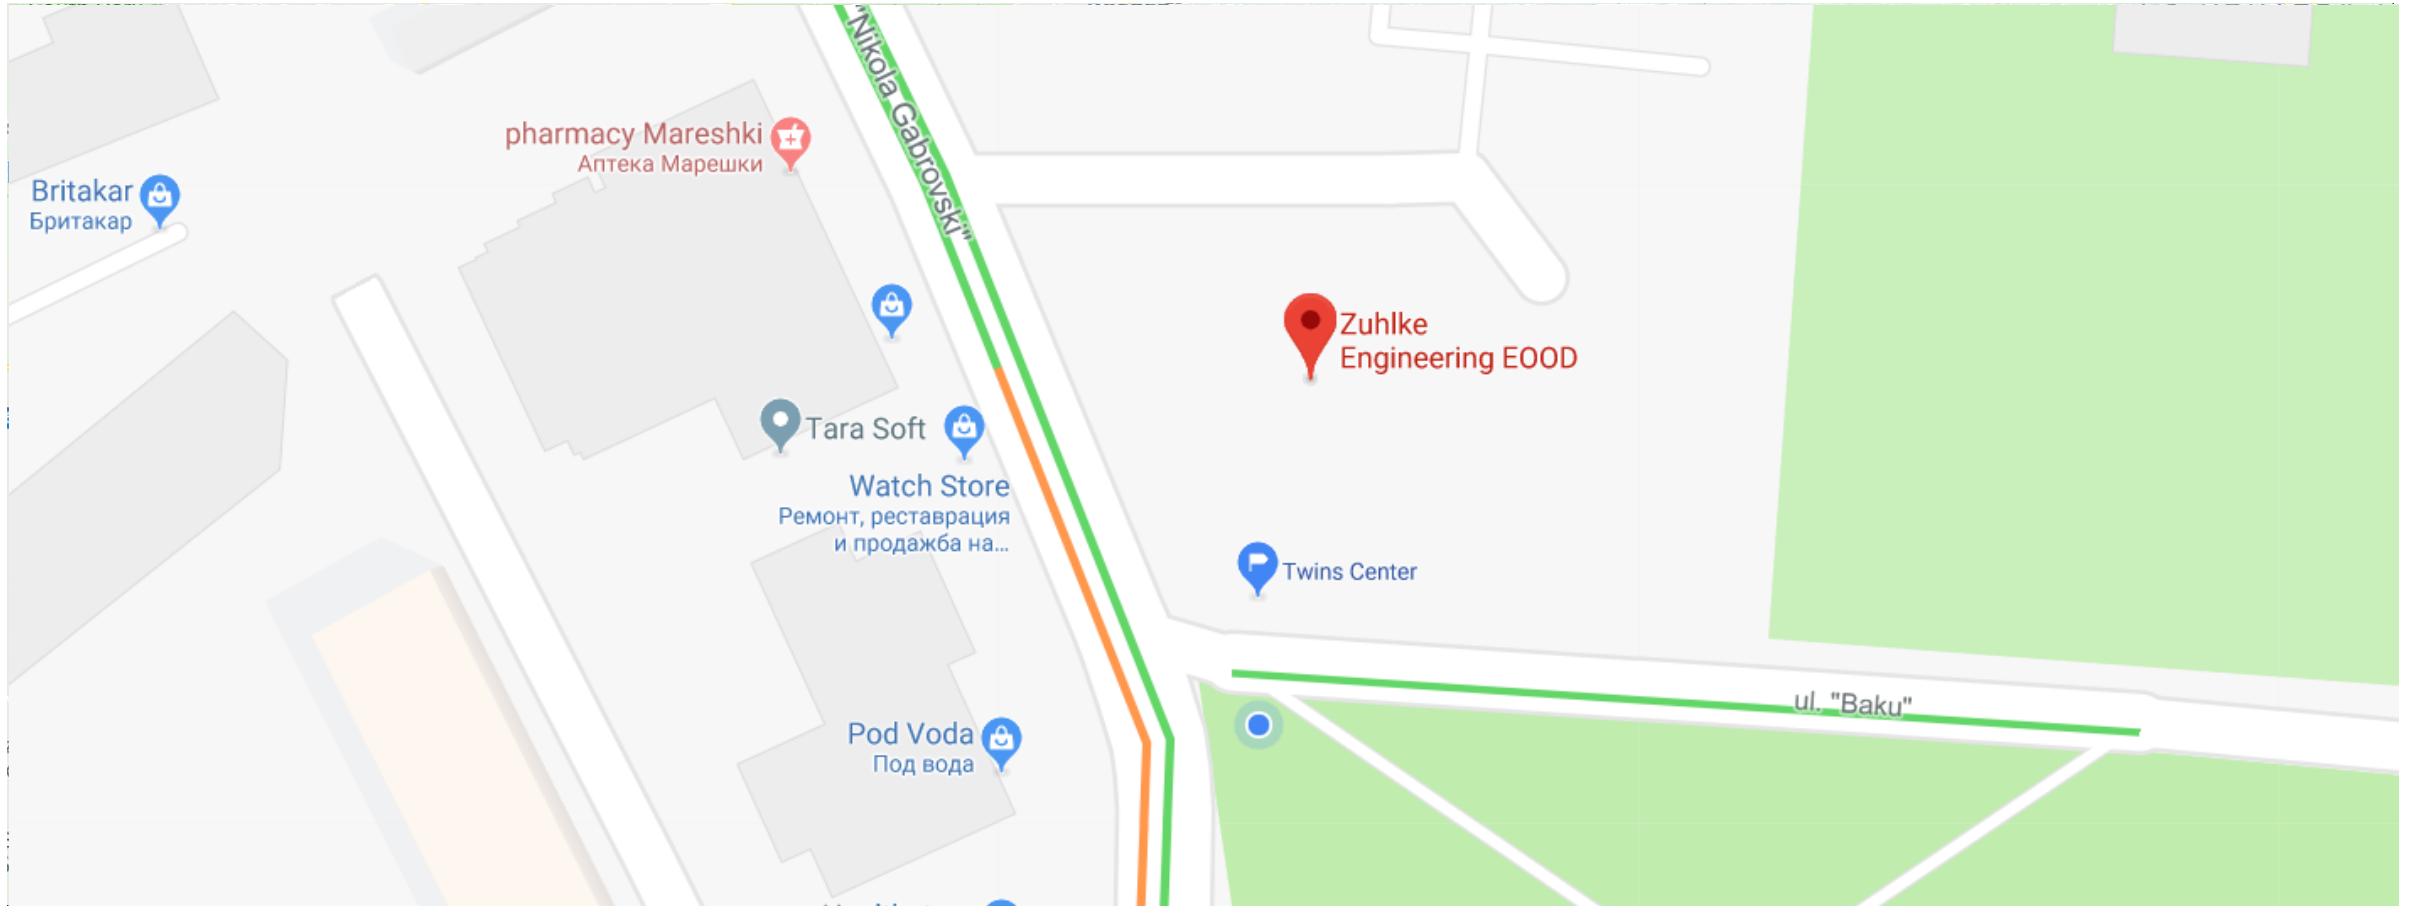 "Nikola Gabrovski"
pharmacy Mareshki
Аптека Марешки
Britakar
Бритакар
Zuhlke
Engineering EOOD
Tara Soft
Watch Store
Ремонт, реставрация
и продажба на...
Twins Center
ul. "Baku"
Pod Voda
Под вода